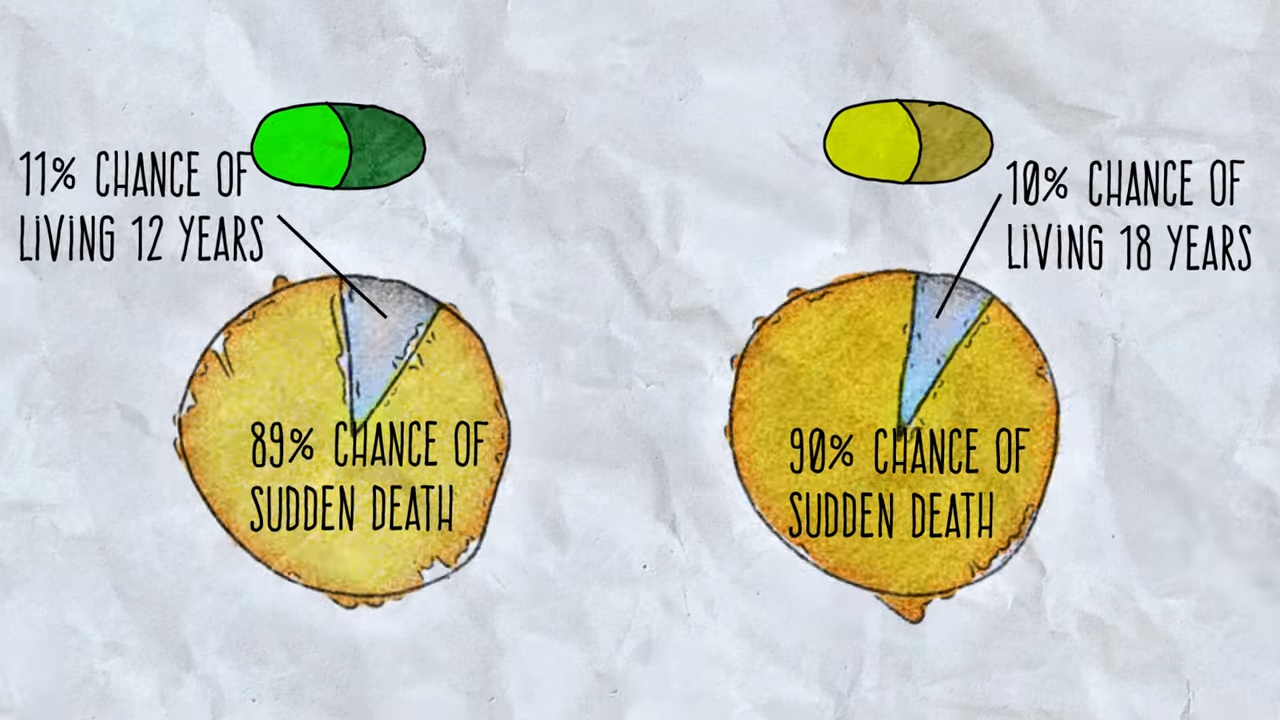 11% CHANCE OF
LIVING 12 YEARS
89% CHANCE OF
SUDDEN DEATH
10% CHANCE OF
LIVING 18 YEARS
90% CHANCE OF
SUDDEN DEATH